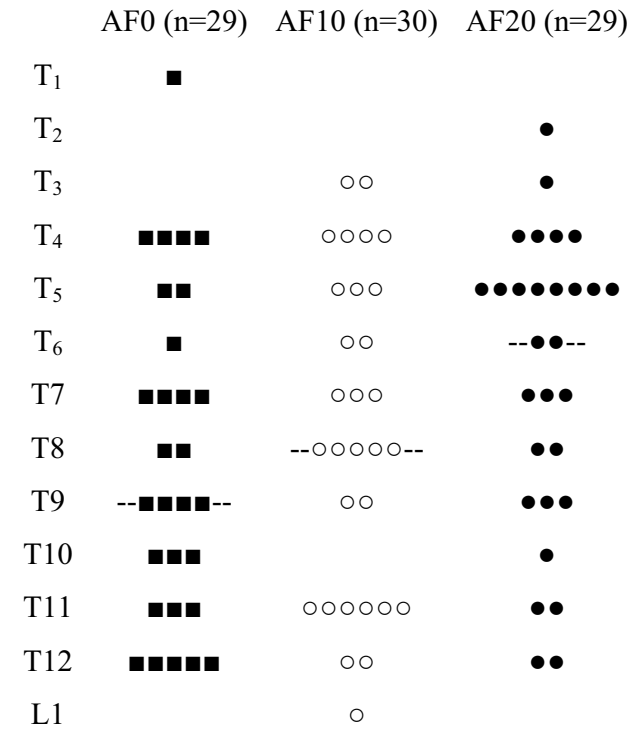 AF0 (n=29) AF10 (n=30) AF20 (n=29)
T₁ ■
T₂ ●
T₃ ○○ ●
T₄ ■■■■ ○○○○ ●●●●
T₅ ■■ ○○○ ●●●●●●●●
T₆ ■ ○○ --●●--
T7 ■■■■ ○○○ ●●●
T8 ■■ --○○○○○-- ●●
T9 --■■■■-- ○○ ●●●
T10 ■■■ ●
T11 ■■■ ○○○○○○ ●●
T12 ■■■■■ ○○ ●●
L1 ○